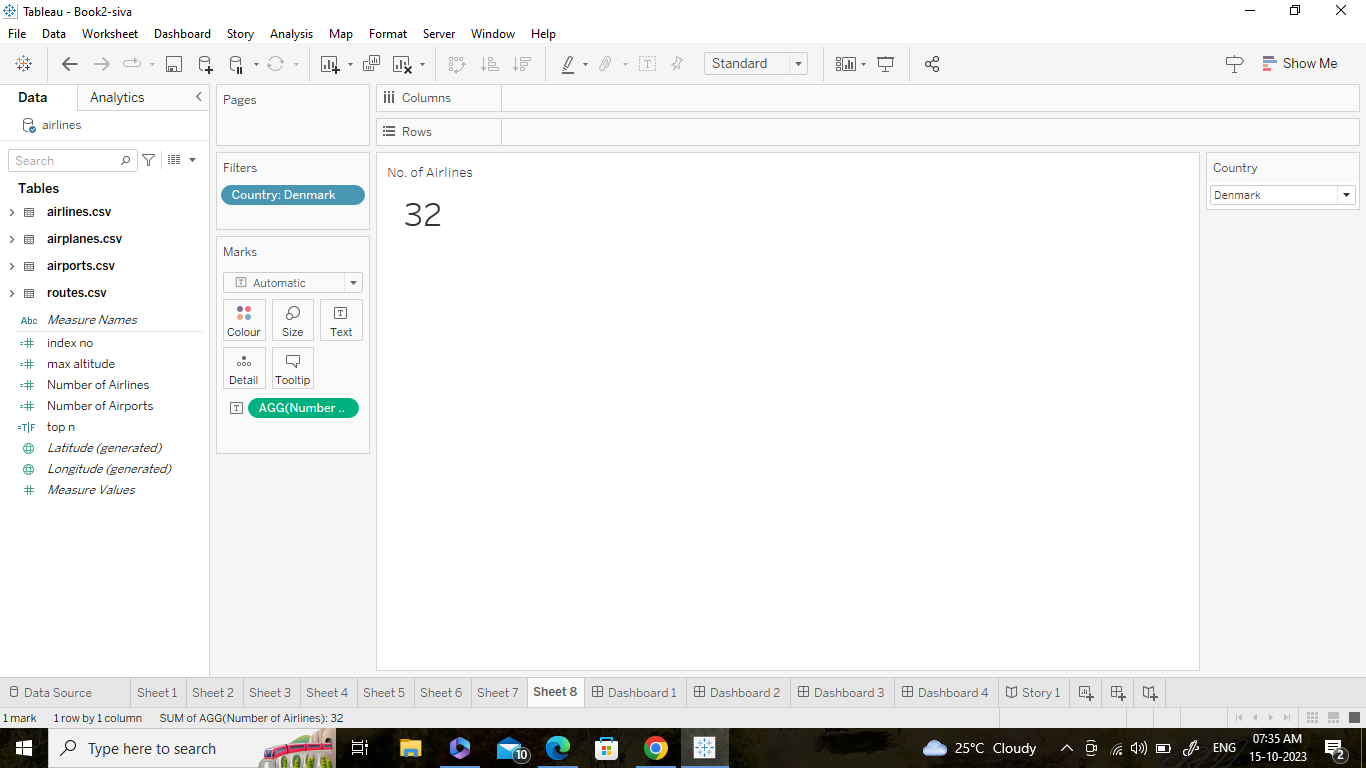 Tableau - Book2-siva
File Data Worksheet Dashboard Story Analysis Map Format Server Window Help
Standard
Show Me
Data Analytics
airlines
Search
Tables
airlines.csv
airplanes.csv
airports.csv
routes.csv
Abc Measure Names
index no
max altitude
Number of Airlines
Number of Airports
=T|F top n
Latitude (generated)
Longitude (generated)
Measure Values
Pages
Filters
Country: Denmark
Marks
Automatic
Colour Size Text
Detail Tooltip
AGG(Number ..
Columns
Rows
No. of Airlines
32
Country
Denmark
Data Source Sheet 1 Sheet 2 Sheet 3 Sheet 4 Sheet 5 Sheet 6 Sheet 7 Sheet 8 Dashboard 1 Dashboard 2 Dashboard 3 Dashboard 4 Story 1
1 mark 1 row by 1 column SUM of AGG(Number of Airlines): 32
Type here to search
10
25°C Cloudy
ENG
07:35 AM
15-10-2023
2